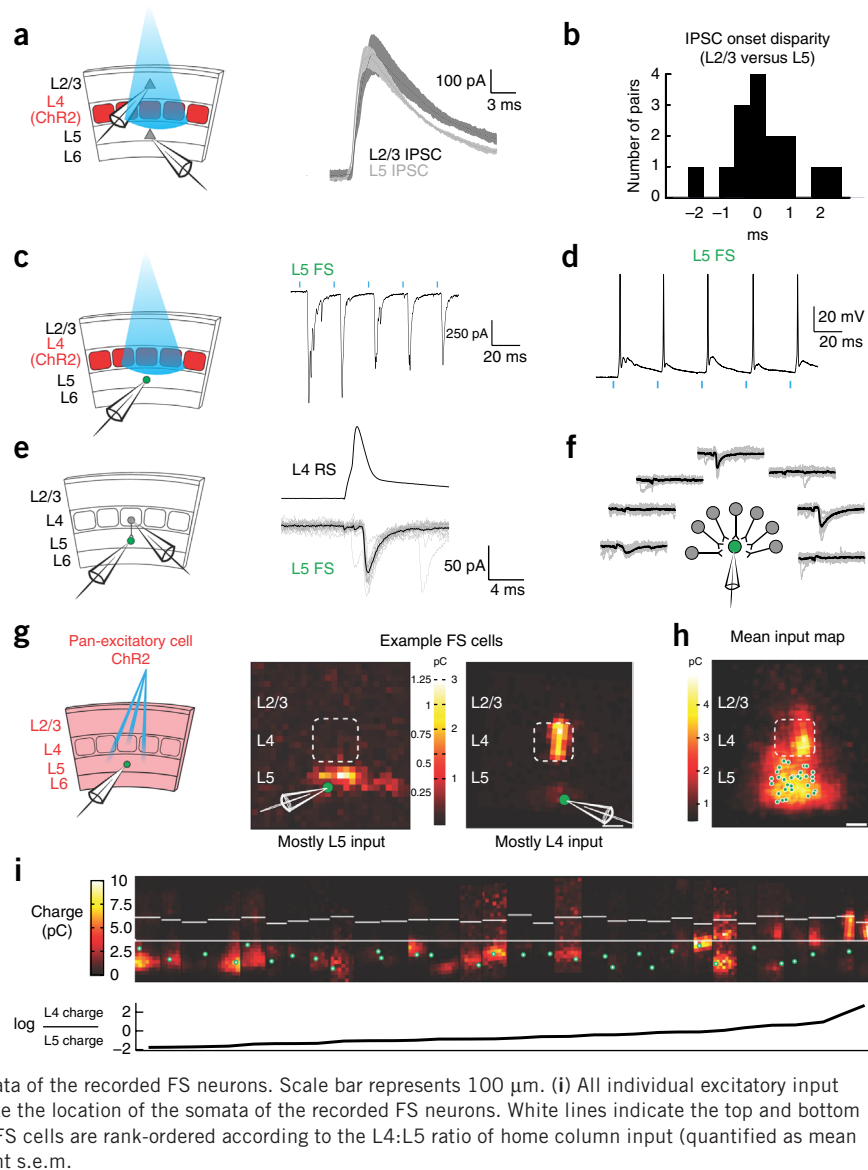 a
L2/3
L4
(ChR2)
L5
L6
100 pA
3 ms
L2/3 IPSC
L5 IPSC
b
IPSC onset disparity
(L2/3 versus L5)
Number of pairs
4
3
2
1
0
–2 –1 0 1 2
ms
c
L2/3
L4
(ChR2)
L5
L6
L5 FS
250 pA
20 ms
d
L5 FS
20 mV
20 ms
e
L2/3
L4
L5
L6
L4 RS
L5 FS
50 pA
4 ms
f
g
Pan-excitatory cell
ChR2
L2/3
L4
L5
L6
Example FS cells
pC
1.25 3
0.75 2
0.25 1
L2/3
L4
L5
Mostly L5 input
L2/3
L4
L5
Mostly L4 input
h
Mean input map
pC
4
3
2
1
L2/3
L4
L5
i
Charge
(pC)
10
7.5
5.0
2.5
0
log L4 charge
L5 charge
2
0
–2
ata of the recorded FS neurons. Scale bar represents 100 μm. (i) All individual excitatory input
te the location of the somata of the recorded FS neurons. White lines indicate the top and bottom
FS cells are rank-ordered according to the L4:L5 ratio of home column input (quantified as mean
nt s.e.m.